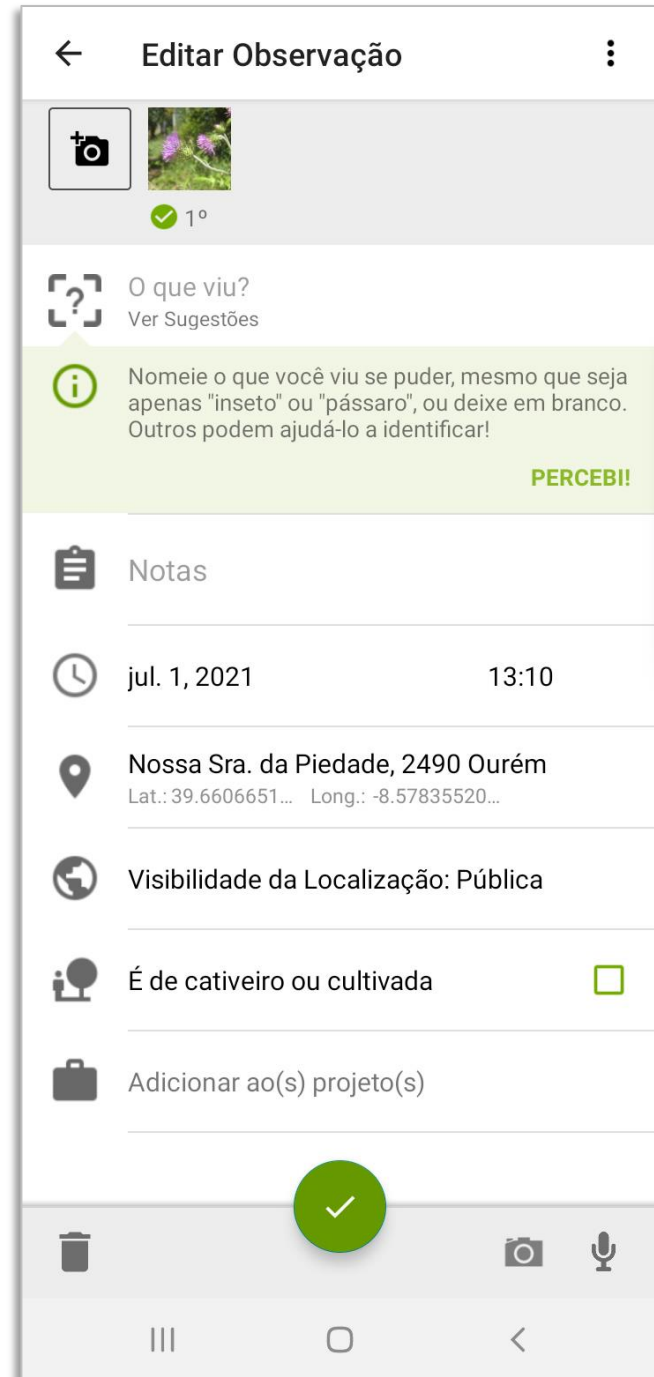 Editar Observação
1º
O que viu?
Ver Sugestões
Nomeie o que você viu se puder, mesmo que seja
apenas "inseto" ou "pássaro", ou deixe em branco.
Outros podem ajudá-lo a identificar!
PERCEBI!
Notas
jul. 1, 2021 13:10
Nossa Sra. da Piedade, 2490 Ourém
Lat.: 39.6606651... Long.: -8.57835520...
Visibilidade da Localização: Pública
É de cativeiro ou cultivada
Adicionar ao(s) projeto(s)